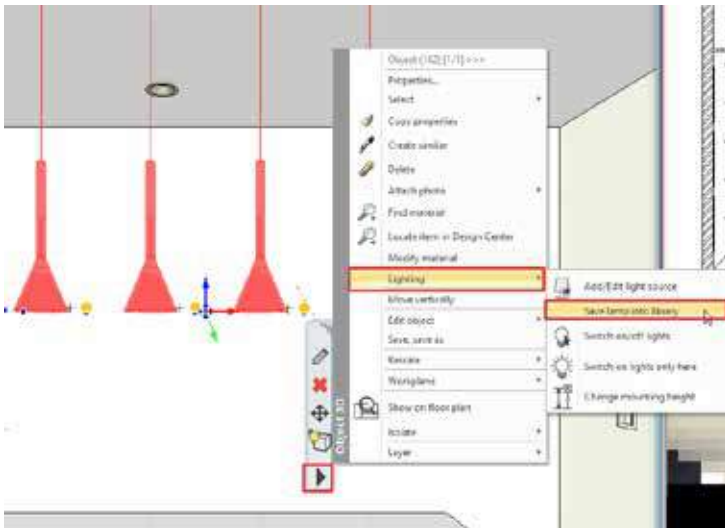 Object (162) [1/1] >>>
Properties...
Select
Copy properties
Create similar
Delete
Attach photo
Find material
Locate item in Design Center
Modify material
Lighting
Move vertically
Edit object
Save, save as
Workplane
Show on floor plan
Isolate
Layer
OBJECT 3D
Add/Edit light source
Save lamp into library
Switch on/off lights
Switch on lights only here
Change mounting height